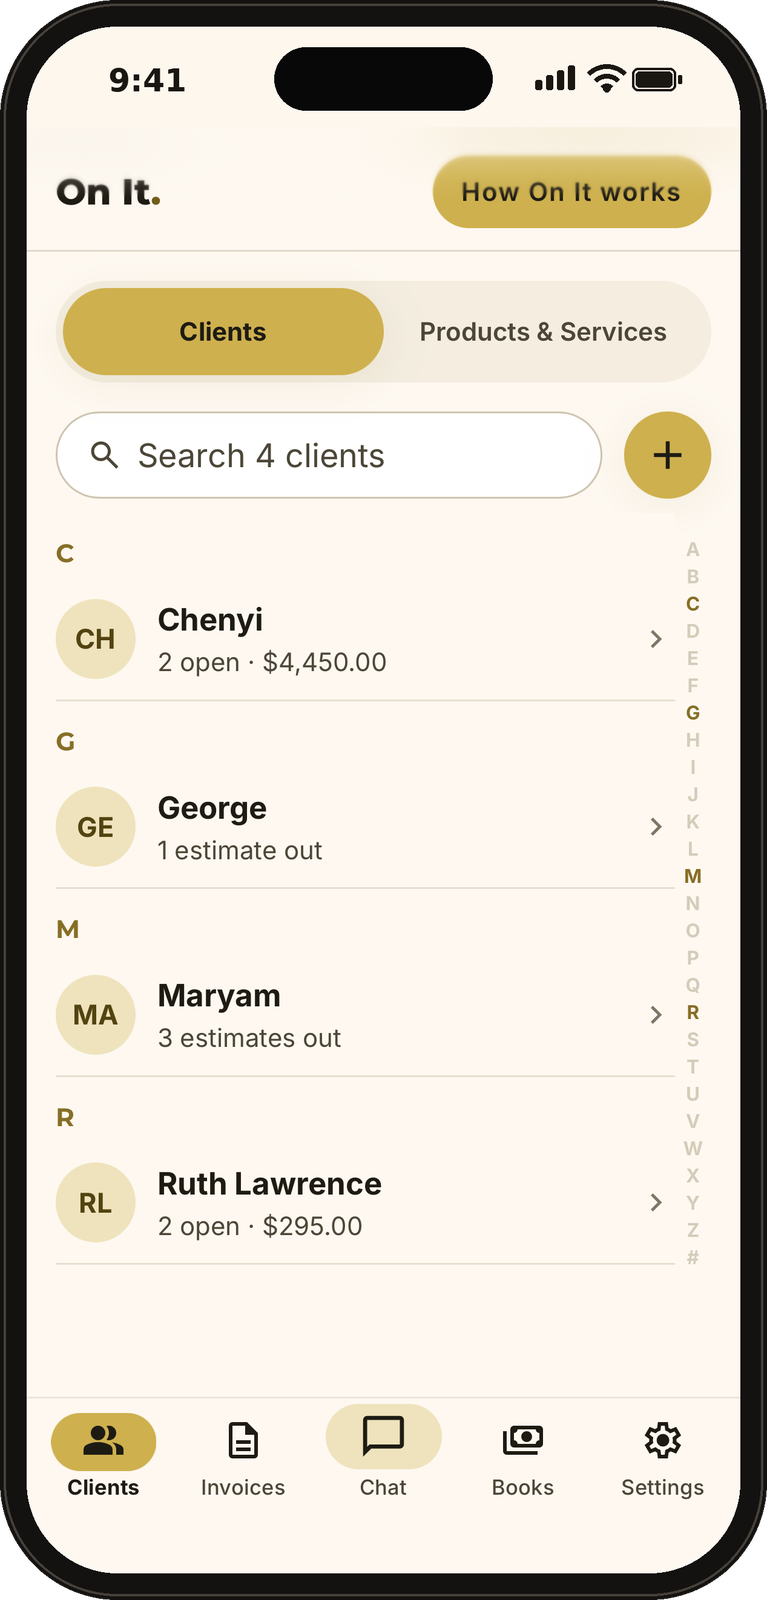 9:41
On It.
How On It works
Clients
Products & Services
Search 4 clients
C
CH
Chenyi
2 open · $4,450.00
G
GE
George
1 estimate out
M
MA
Maryam
3 estimates out
R
RL
Ruth Lawrence
2 open · $295.00
A
B
C
D
E
F
G
H
I
J
K
L
M
N
O
P
Q
R
S
T
U
V
W
X
Y
Z
#
Clients
Invoices
Chat
Books
Settings